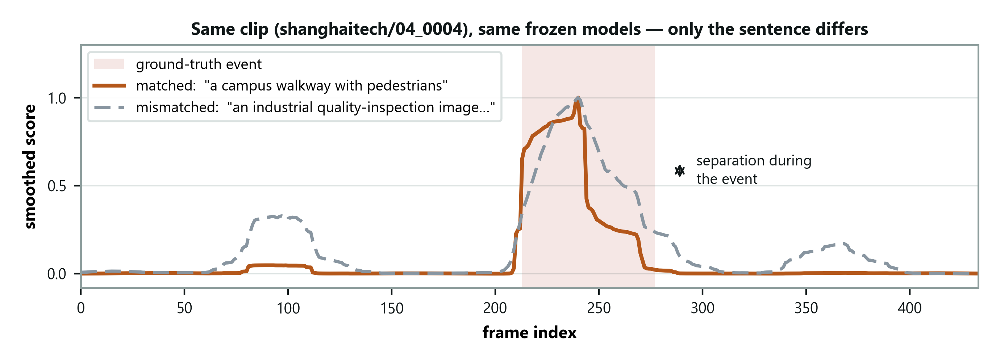 Same clip (shanghaitech/04_0004), same frozen models — only the sentence differs
ground-truth event
matched:  "a campus walkway with pedestrians"
mismatched:  "an industrial quality-inspection image..."
smoothed score
1.0
0.5
0.0
separation during
the event
0 50 100 150 200 250 300 350 400
frame index